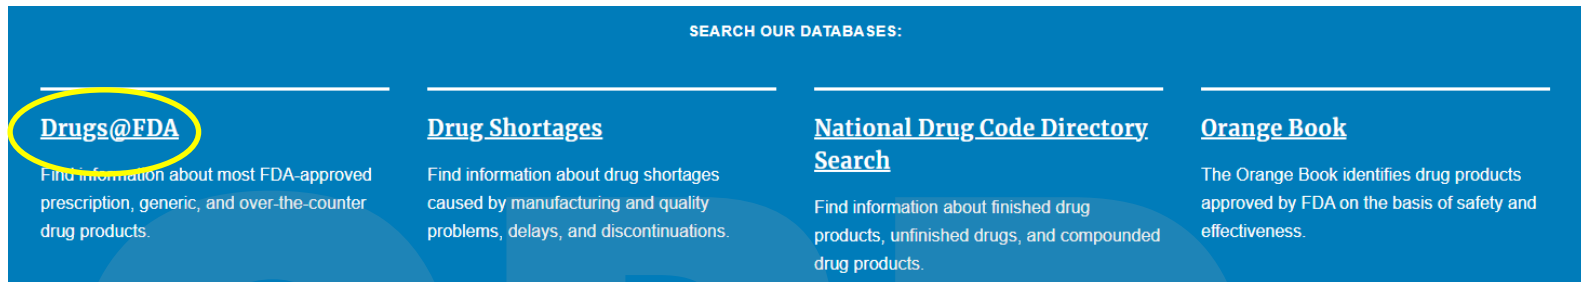 SEARCH OUR DATABASES:
Drugs@FDA
Find information about most FDA-approved
prescription, generic, and over-the-counter
drug products.
Drug Shortages
Find information about drug shortages
caused by manufacturing and quality
problems, delays, and discontinuations.
National Drug Code Directory
Search
Find information about finished drug
products, unfinished drugs, and compounded
drug products.
Orange Book
The Orange Book identifies drug products
approved by FDA on the basis of safety and
effectiveness.